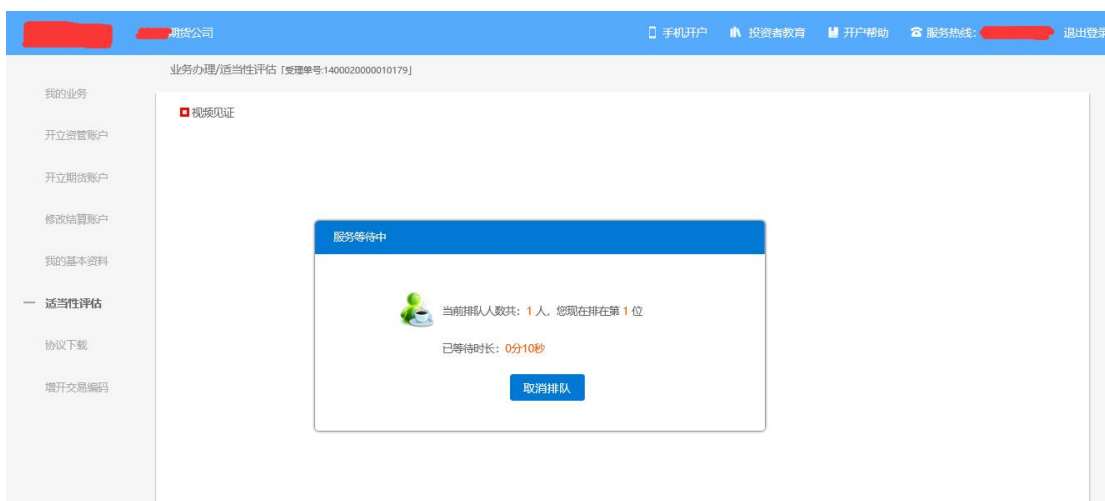 期货公司 手机开户 投资者教育 开户帮助 服务热线: 退出登录
业务办理/适当性评估「受理单号:1400020000010179」
我的业务
视频见证
开立资管账户
开立期货账户
修改结算账户
服务等待中
我的基本资料
适当性评估
当前排队人数共: 1 人, 您现在排在第 1 位
协议下载
已等待时长: 0分10秒
增开交易编码
取消排队